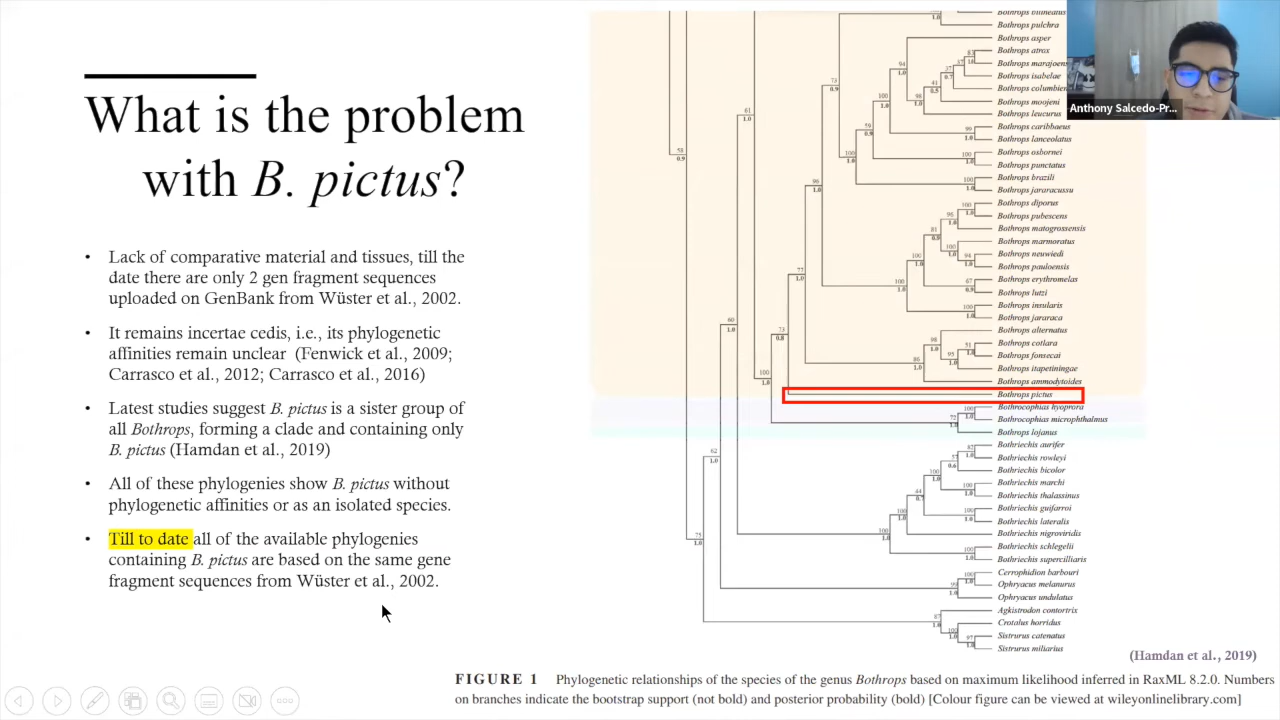 What is the problem
with B. pictus?
• Lack of comparative material and tissues, till the
date there are only 2 gen fragment sequences
uploaded on GenBank from Wüster et al., 2002.
• It remains incertae cedis, i.e., its phylogenetic
affinities remain unclear (Fenwick et al., 2009;
Carrasco et al., 2012; Carrasco et al., 2016)
• Latest studies suggest B. pictus is a sister group of
all Bothrops, forming a clade and containing only
B. pictus (Hamdan et al., 2019)
• All of these phylogenies show B. pictus without
phylogenetic affinities or as an isolated species.
• Till to date all of the available phylogenies
containing B. pictus are based on the same gene
fragment sequences from Wüster et al., 2002.
Bothrops pulchra
Bothrops asper
Bothrops atrox
Bothrops marajoens
Bothrops isabelae
Bothrops columbien
Bothrops moojeni
Bothrops leucurus
Bothrops caribbaeus
Bothrops lanceolatus
Bothrops osbornei
Bothrops punctatus
Bothrops brazili
Bothrops jararacussu
Bothrops diporus
Bothrops pubescens
Bothrops matogrossensis
Bothrops marmoratus
Bothrops neuwiedi
Bothrops pauloensis
Bothrops erythromelas
Bothrops lutzi
Bothrops insularis
Bothrops jararaca
Bothrops alternatus
Bothrops cotiara
Bothrops fonsecai
Bothrops itapetiningae
Bothrops ammodytoides
Bothrops pictus
Bothrocophias hyoprora
Bothrocophias microphthalmus
Bothrops lojanus
Bothriechis aurifer
Bothriechis rowleyi
Bothriechis bicolor
Bothriechis marchi
Bothriechis thalassinus
Bothriechis guifarroi
Bothriechis lateralis
Bothriechis nigroviridis
Bothriechis schlegelii
Bothriechis supercilliaris
Cerrophidion barbouri
Ophryacus melanurus
Ophryacus undulatus
Agkistrodon contortrix
Crotalus horridus
Sistrurus catenatus
Sistrurus miliarius
Anthony Salcedo-Pr...
(Hamdan et al., 2019)
FIGURE 1 Phylogenetic relationships of the species of the genus Bothrops based on maximum likelihood inferred in RaxML 8.2.0. Numbers
on branches indicate the bootstrap support (not bold) and posterior probability (bold) [Colour figure can be viewed at wileyonlinelibrary.com]